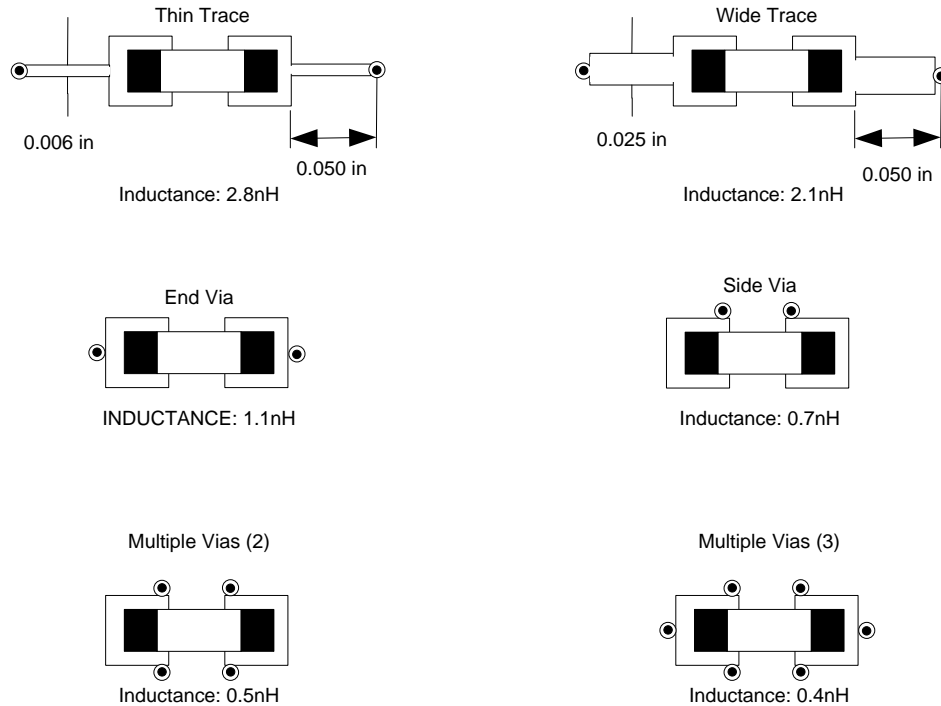 Thin Trace
Wide Trace
0.006 in
0.050 in
0.025 in
0.050 in
Inductance: 2.8nH
Inductance: 2.1nH
End Via
Side Via
INDUCTANCE: 1.1nH
Inductance: 0.7nH
Multiple Vias (2)
Multiple Vias (3)
Inductance: 0.5nH
Inductance: 0.4nH